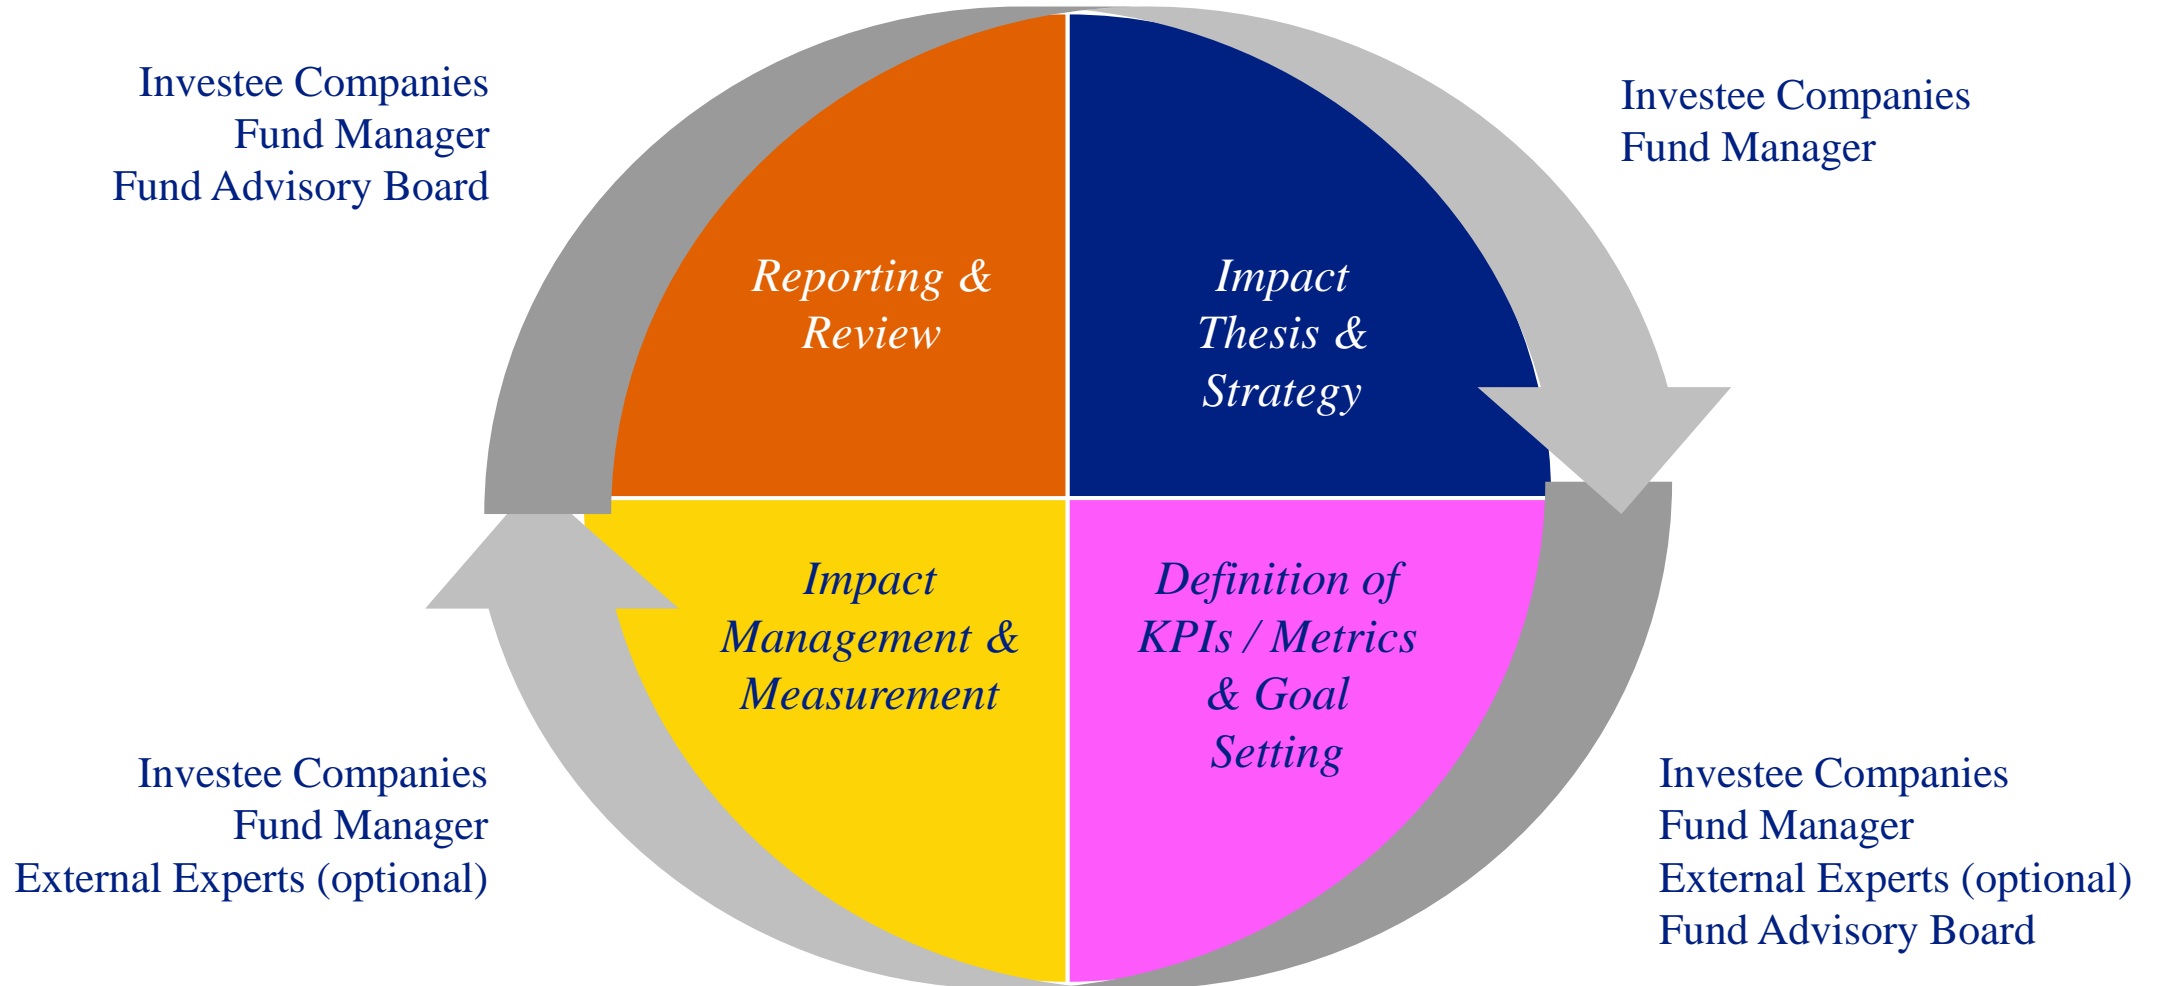 Investee Companies
Fund Manager
Fund Advisory Board
Investee Companies
Fund Manager
Reporting &
Review
Impact
Thesis &
Strategy
Impact
Management &
Measurement
Definition of
KPIs / Metrics
& Goal
Setting
Investee Companies
Fund Manager
External Experts (optional)
Investee Companies
Fund Manager
External Experts (optional)
Fund Advisory Board